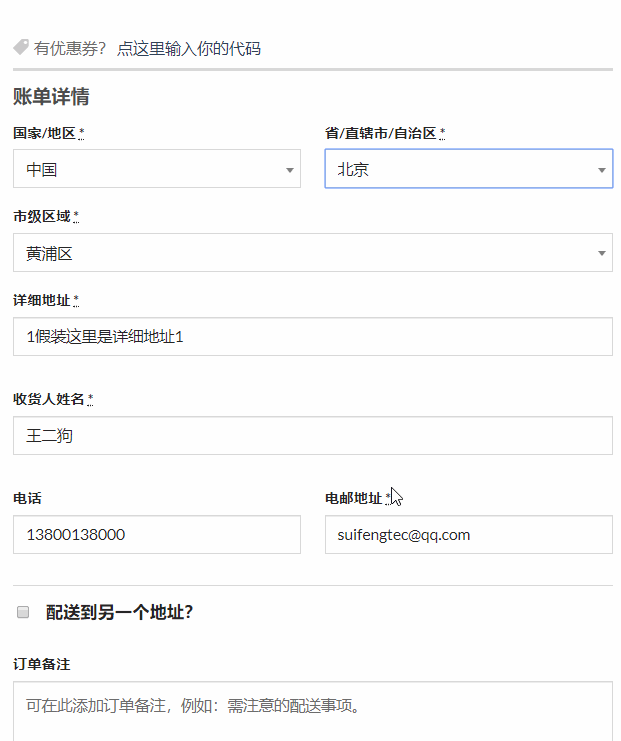 有优惠券？ 点这里输入你的代码
账单详情
国家/地区 * 省/直辖市/自治区 *
中国 北京
市级区域 *
黄浦区
详细地址 *
1假装这里是详细地址1
收货人姓名 *
王二狗
电话 电邮地址 *
13800138000 suifengtec@qq.com
配送到另一个地址？
订单备注
可在此添加订单备注，例如：需注意的配送事项。